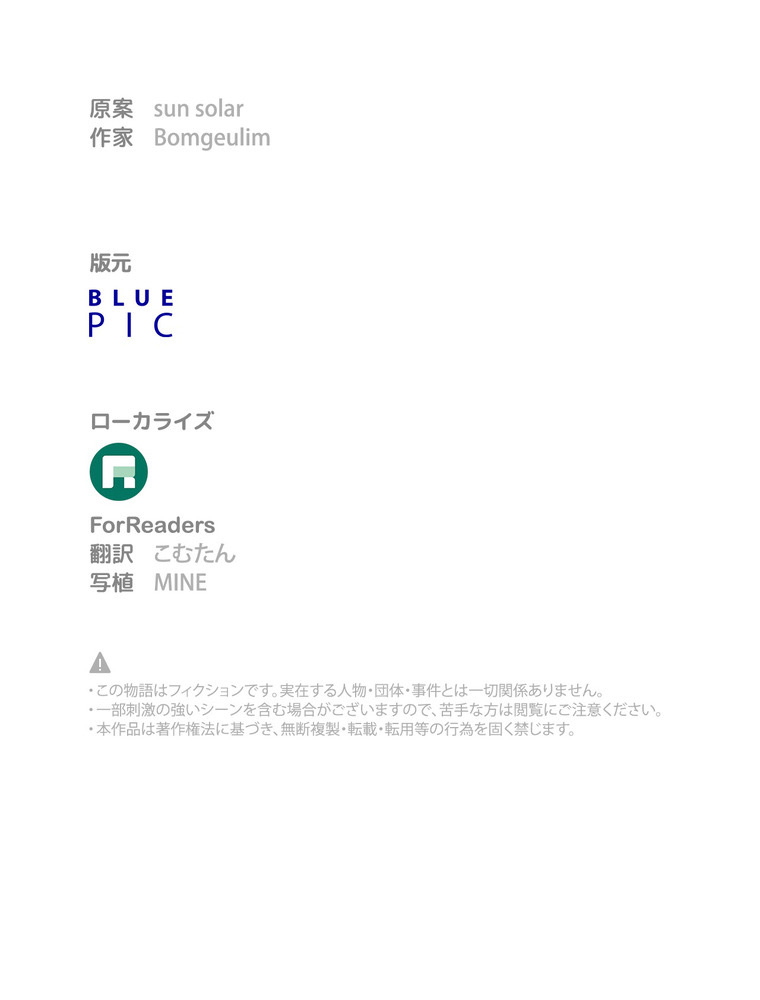 原案 sun solar
作家 Bomgeulim
版元
BLUE
PIC
ローカライズ
R
ForReaders
翻訳 こむたん
写植 MINE
・この物語はフィクションです。実在する人物・団体・事件とは一切関係ありません。
・一部刺激の強いシーンを含む場合がございますので、苦手な方は閲覧にご注意ください。
・本作品は著作権法に基づき、無断複製・転載・転用等の行為を固く禁じます。